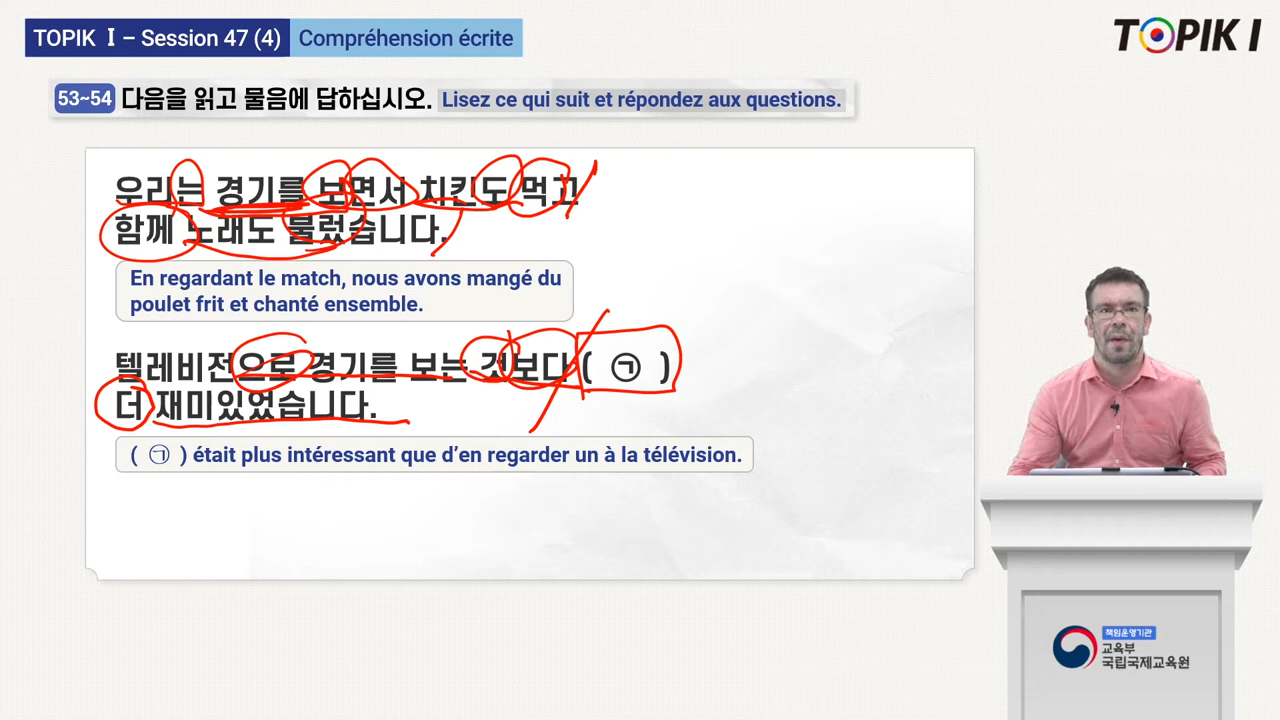 TOPIK Ⅰ – Session 47 (4) Compréhension écrite
TOPIK I
53~54 다음을 읽고 물음에 답하십시오. Lisez ce qui suit et répondez aux questions.
우리는 경기를 보면서 치킨도 먹고
함께 노래도 불렀습니다.
En regardant le match, nous avons mangé du
poulet frit et chanté ensemble.
텔레비전으로 경기를 보는 것보다 ( ㉠ )
더 재미있었습니다.
( ㉠ ) était plus intéressant que d’en regarder un à la télévision.
책임운영기관
교육부
국립국제교육원